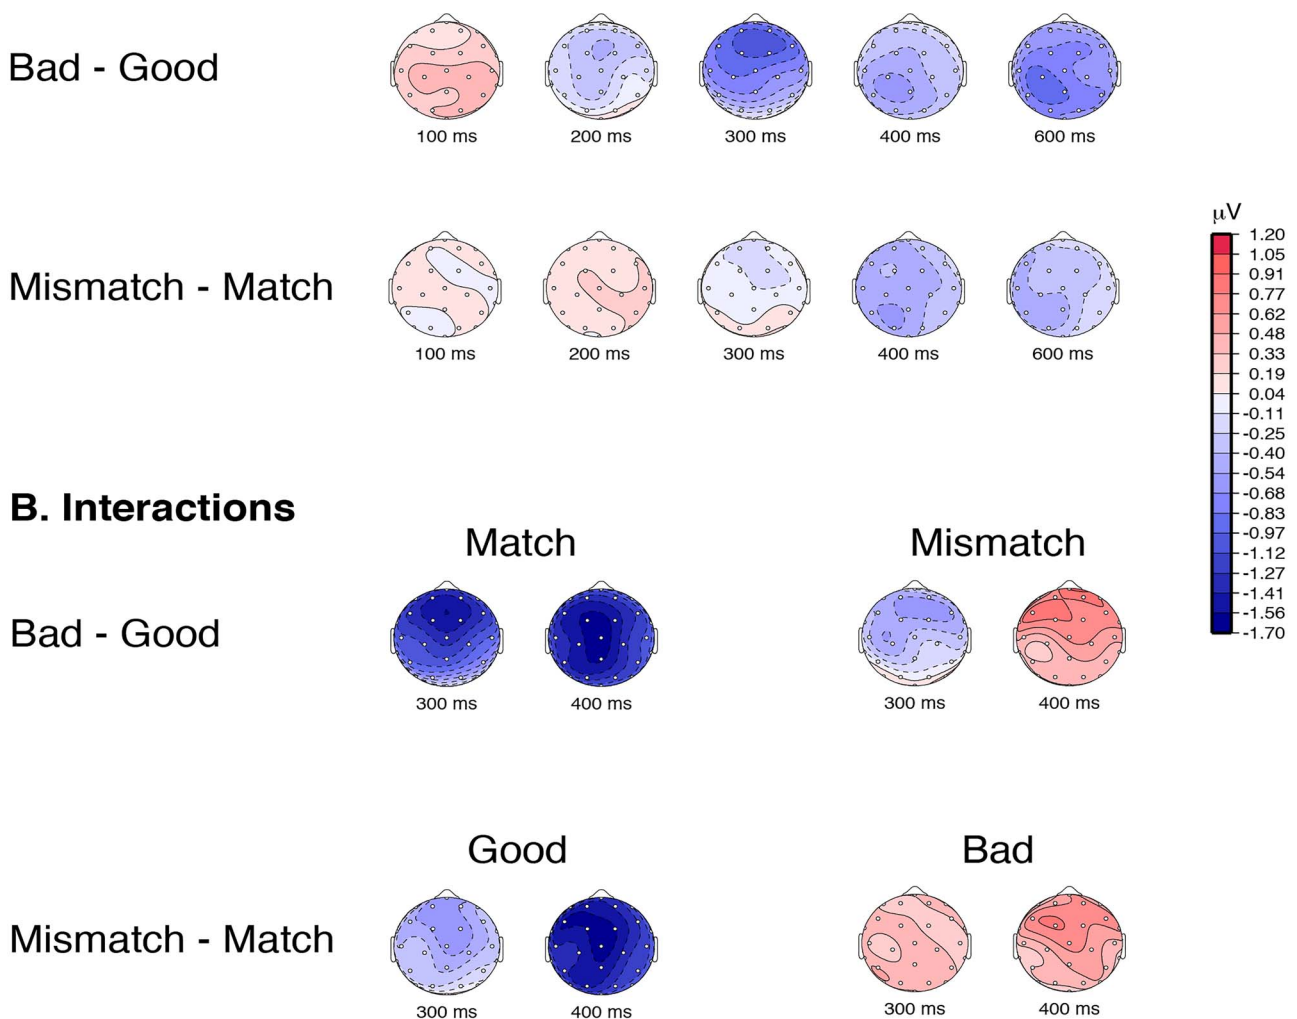 Bad - Good
100 ms 200 ms 300 ms 400 ms 600 ms
Mismatch - Match
100 ms 200 ms 300 ms 400 ms 600 ms
μV
1.20
1.05
0.91
0.77
0.62
0.48
0.33
0.19
0.04
-0.11
-0.25
-0.40
-0.54
-0.68
-0.83
-0.97
-1.12
-1.27
-1.41
-1.56
-1.70
B. Interactions
Match Mismatch
Bad - Good
300 ms 400 ms 300 ms 400 ms
Good Bad
Mismatch - Match
300 ms 400 ms 300 ms 400 ms